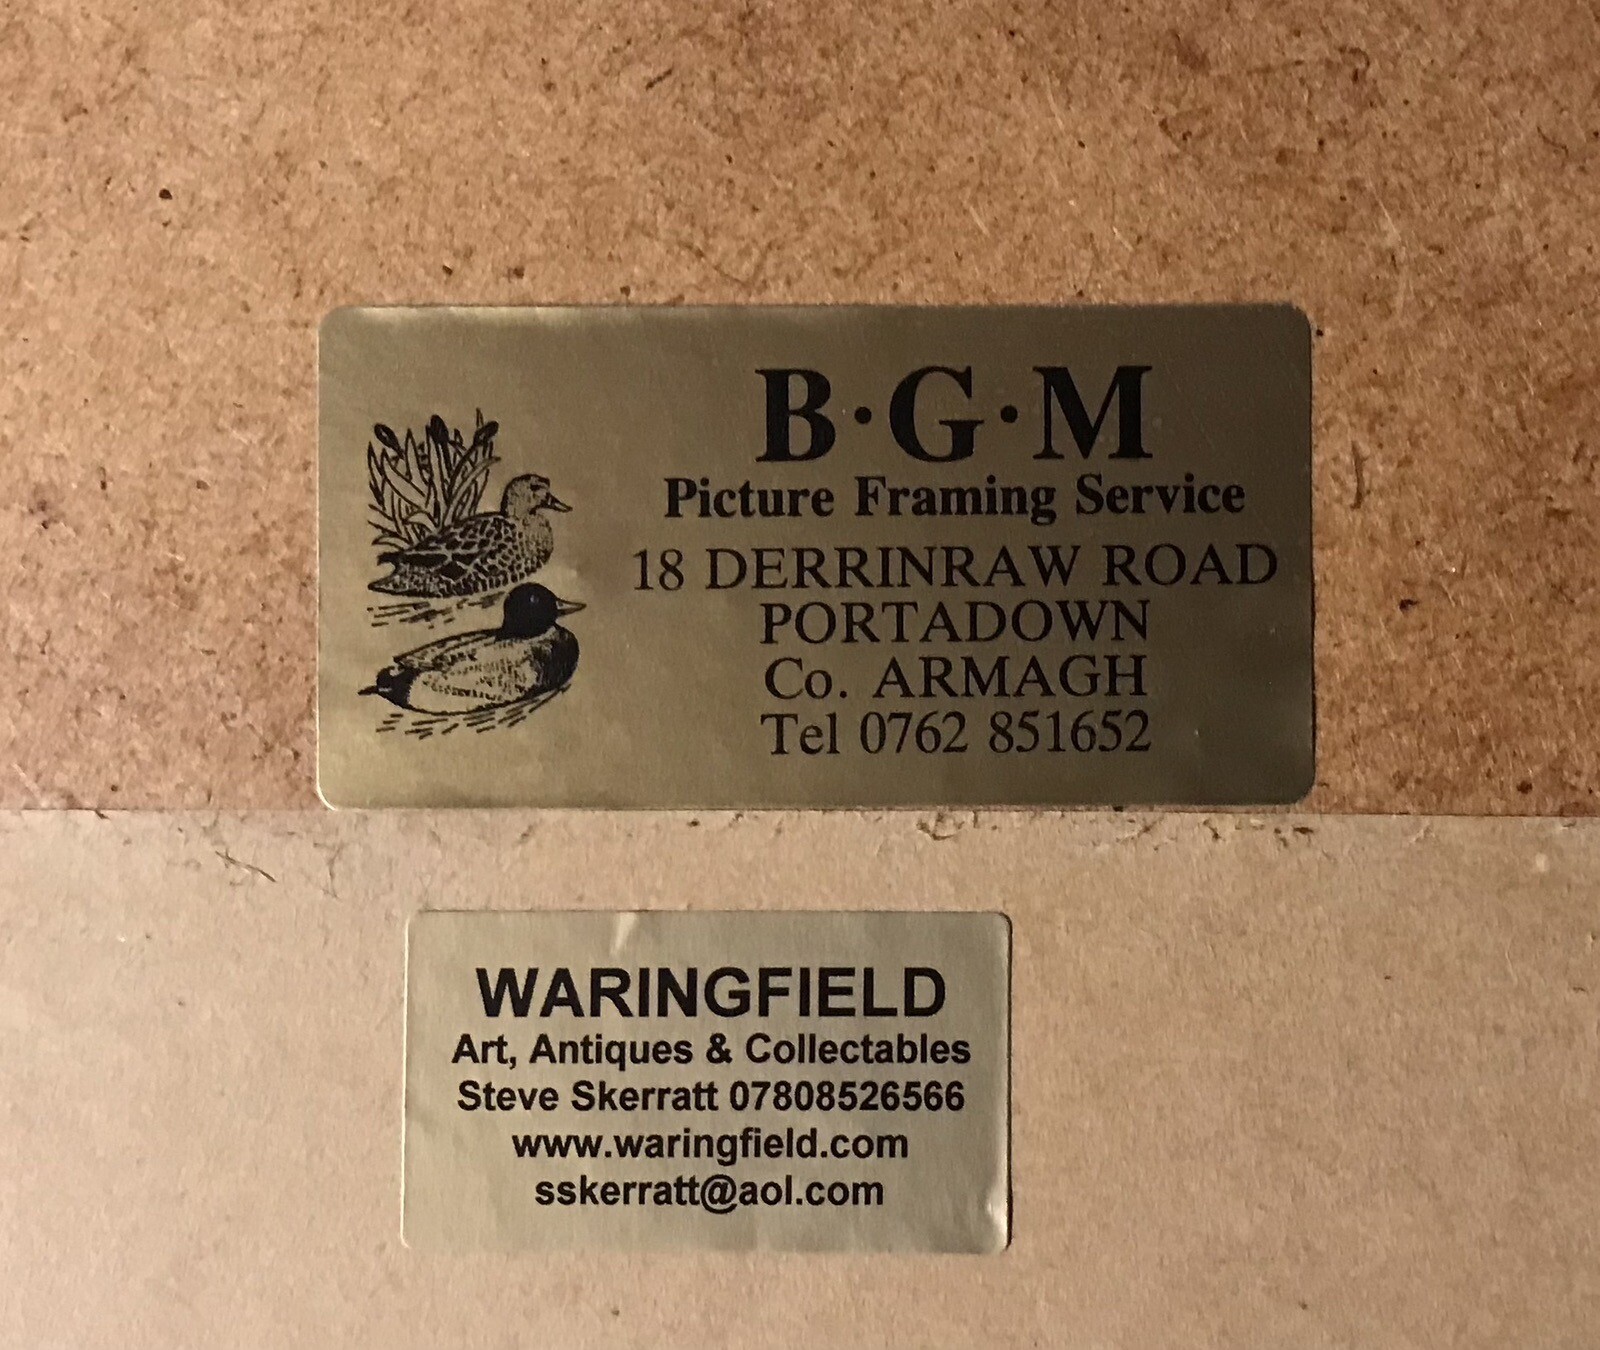 B·G·M
Picture Framing Service
18 DERRINRAW ROAD
PORTADOWN
Co. ARMAGH
Tel 0762 851652
WARINGFIELD
Art, Antiques & Collectables
Steve Skerratt 07808526566
www.waringfield.com
sskerratt@aol.com